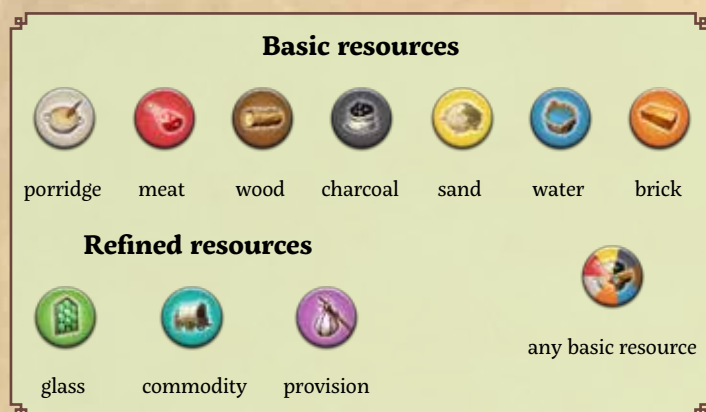 Basic resources
porridge meat wood charcoal sand water brick
Refined resources
any basic resource
glass commodity provision